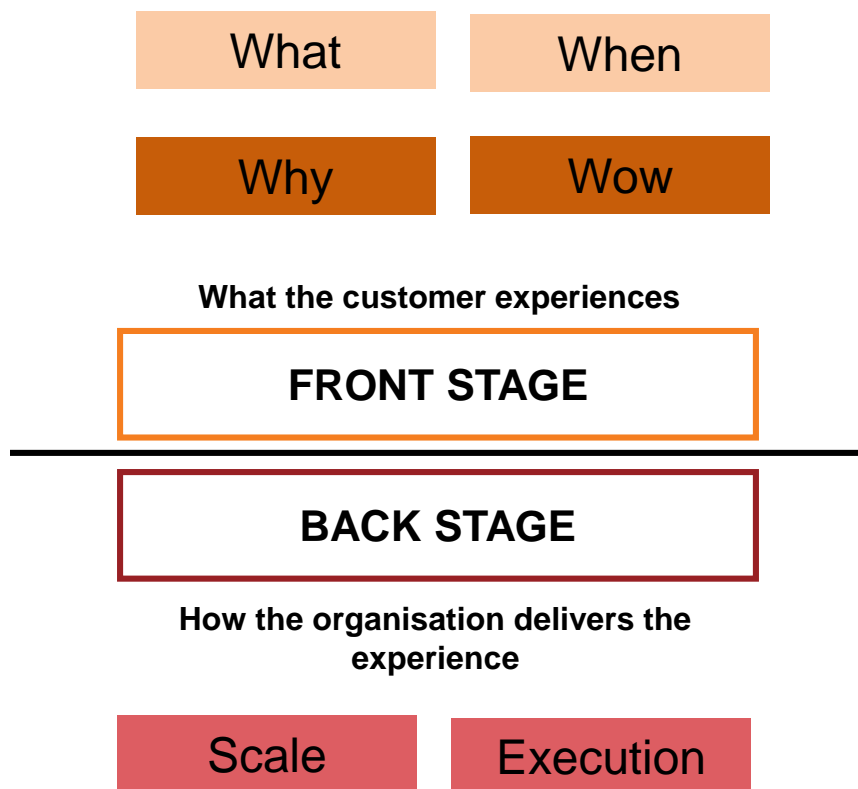 What
When
Why
Wow
What the customer experiences
FRONT STAGE
BACK STAGE
How the organisation delivers the
experience
Scale
Execution